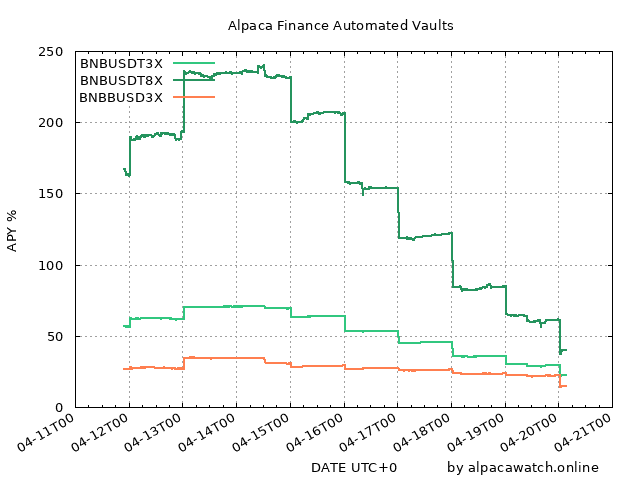 Alpaca Finance Automated Vaults
BNBUSDT3X
BNBUSDT8X
BNBBUSD3X
APY %
250
200
150
100
50
0
04-11T00
04-12T00
04-13T00
04-14T00
04-15T00
04-16T00
04-17T00
04-18T00
04-19T00
04-20T00
04-21T00
DATE UTC+0
by alpacawatch.online